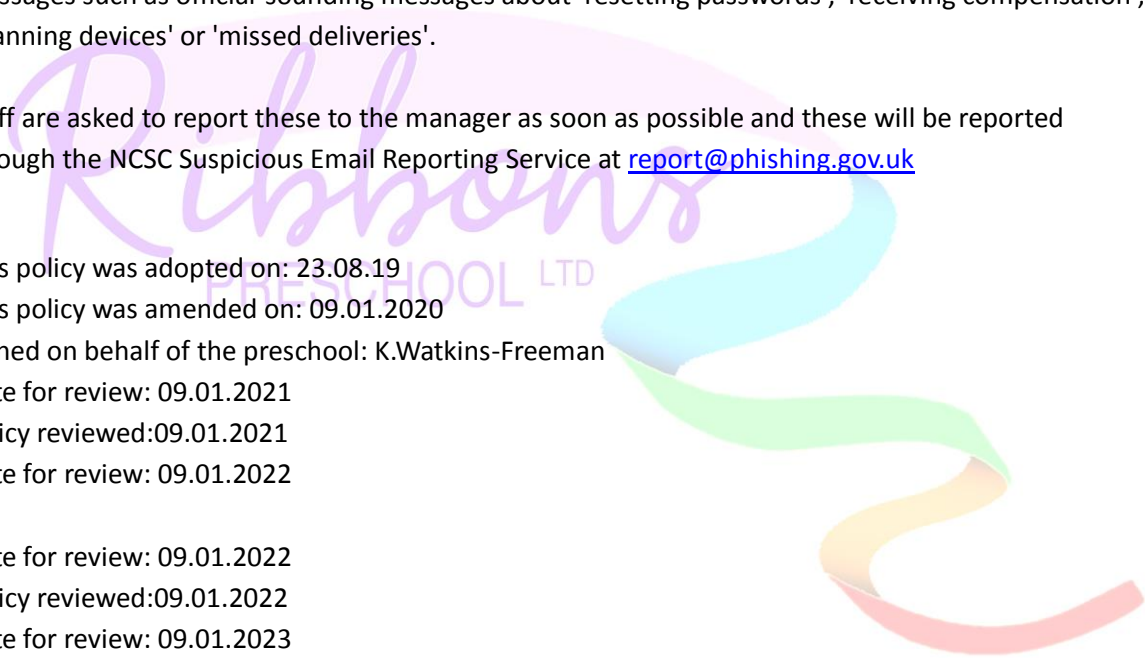 ssages such as official sounding messages about 'resetting passwords', 'receiving compensation',
anning devices' or 'missed deliveries'.
ff are asked to report these to the manager as soon as possible and these will be reported
ough the NCSC Suspicious Email Reporting Service at report@phishing.gov.uk
Ribbons
PRESCHOOL LTD
s policy was adopted on: 23.08.19
s policy was amended on: 09.01.2020
ned on behalf of the preschool: K.Watkins-Freeman
te for review: 09.01.2021
icy reviewed:09.01.2021
te for review: 09.01.2022
te for review: 09.01.2022
icy reviewed:09.01.2022
te for review: 09.01.2023